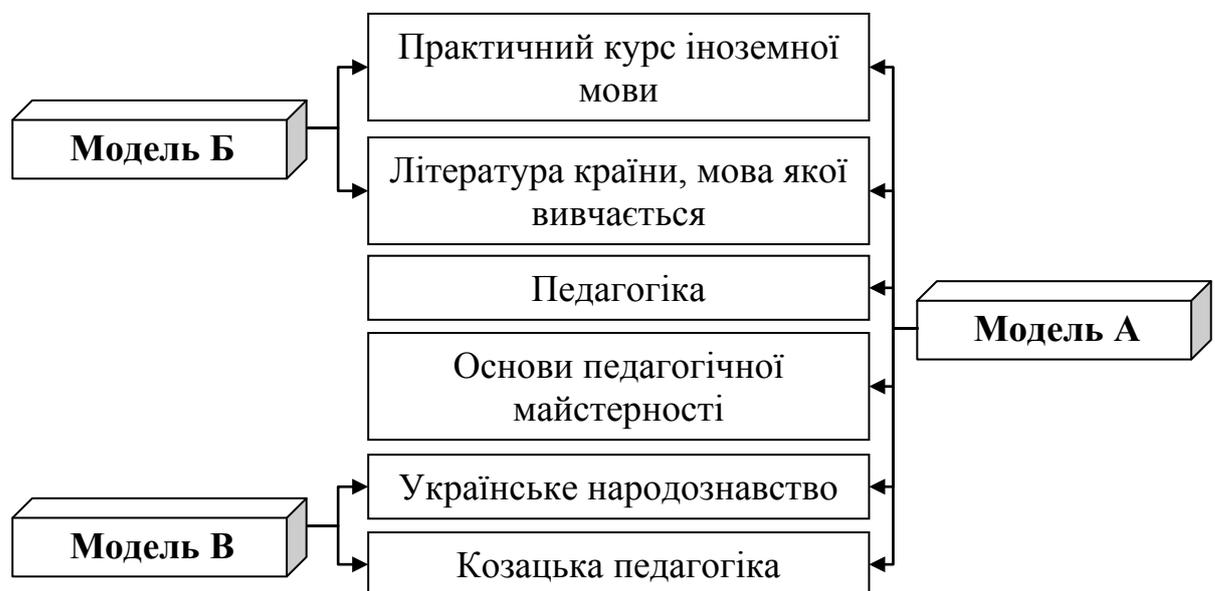 Практичний курс іноземної
мови
Модель Б
Літературa країни, мова якої
вивчається
Педагогіка
Модель А
Основи педагогічної
майстерності
Українське народознавство
Модель В
Козацька педагогіка